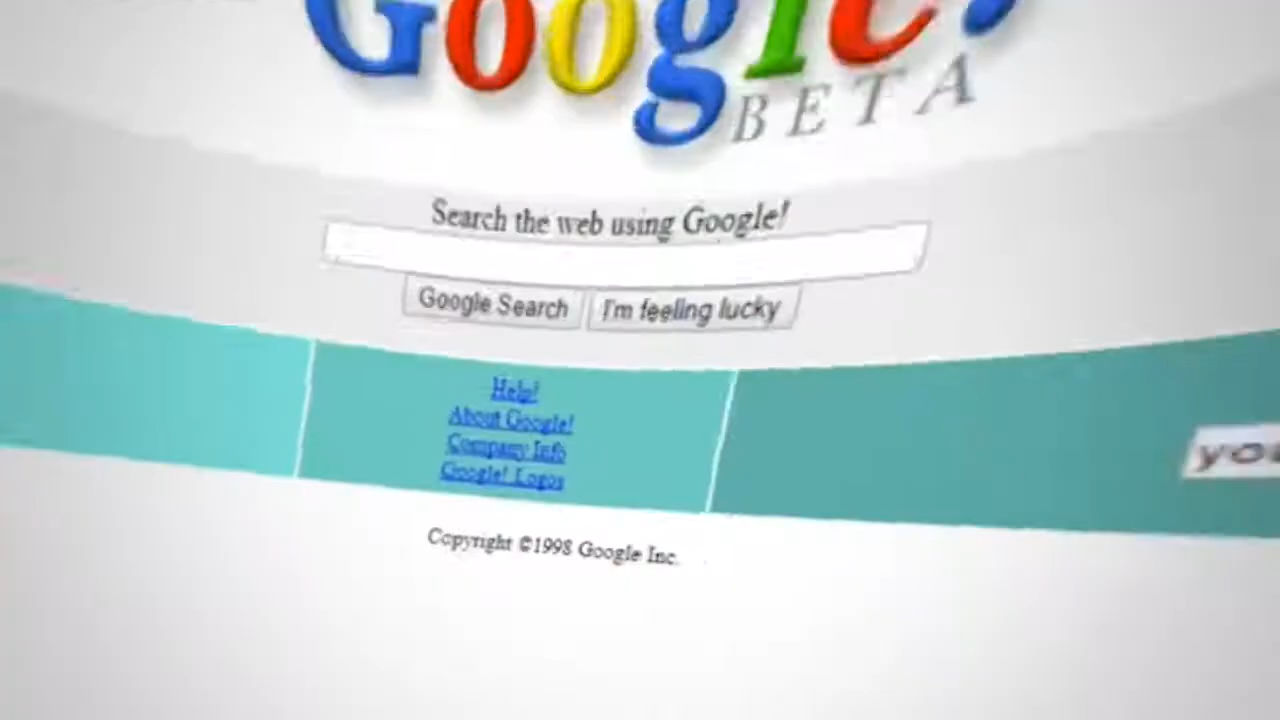 Google!
BETA
Search the web using Google!
Google Search
I'm feeling lucky
Help!
About Google!
Company Info
Google! Logos
Copyright ©1998 Google Inc.